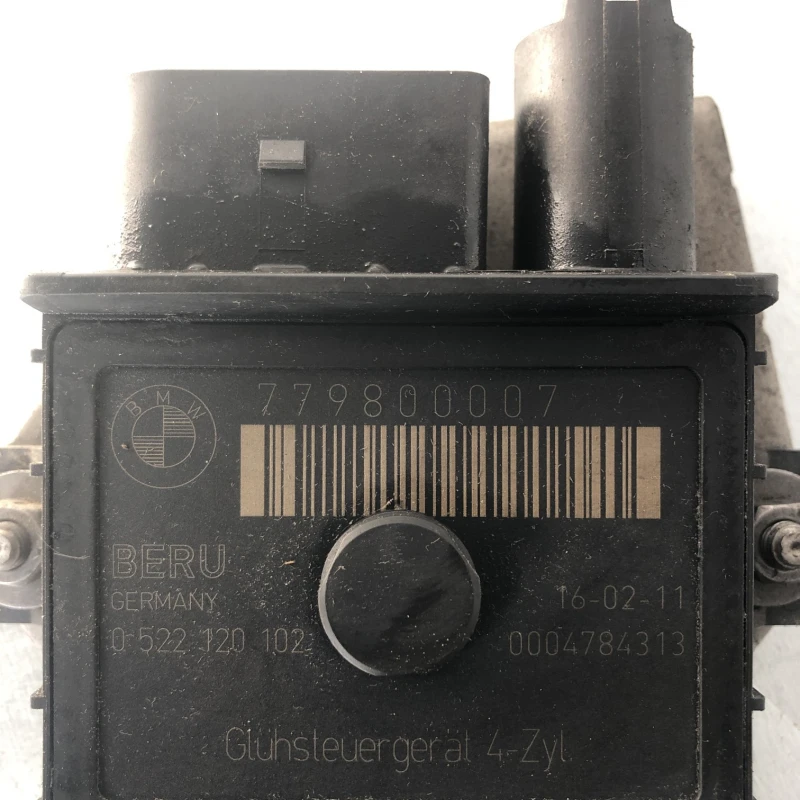 BMW
779800007
BERU
GERMANY
16-02-11
0 522 120 102
0004784313
Glühsteuergerät 4-Zyl.